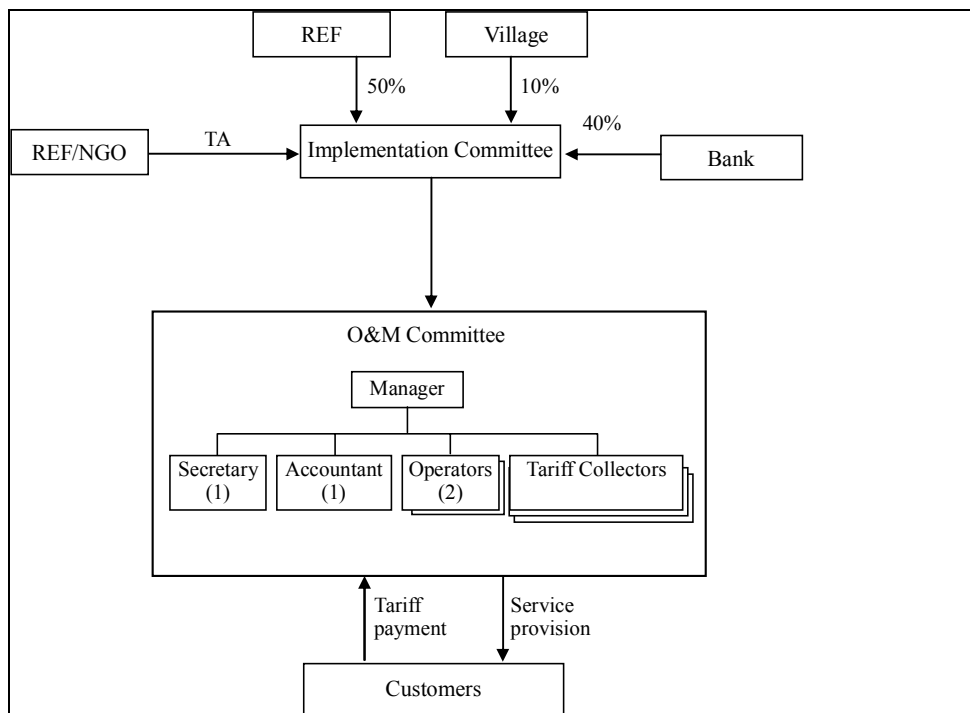 REF
Village
50%
10%
40%
REF/NGO
TA
Implementation Committee
Bank
O&M Committee
Manager
Secretary
(1)
Accountant
(1)
Operators
(2)
Tariff Collectors
Tariff
payment
Service
provision
Customers